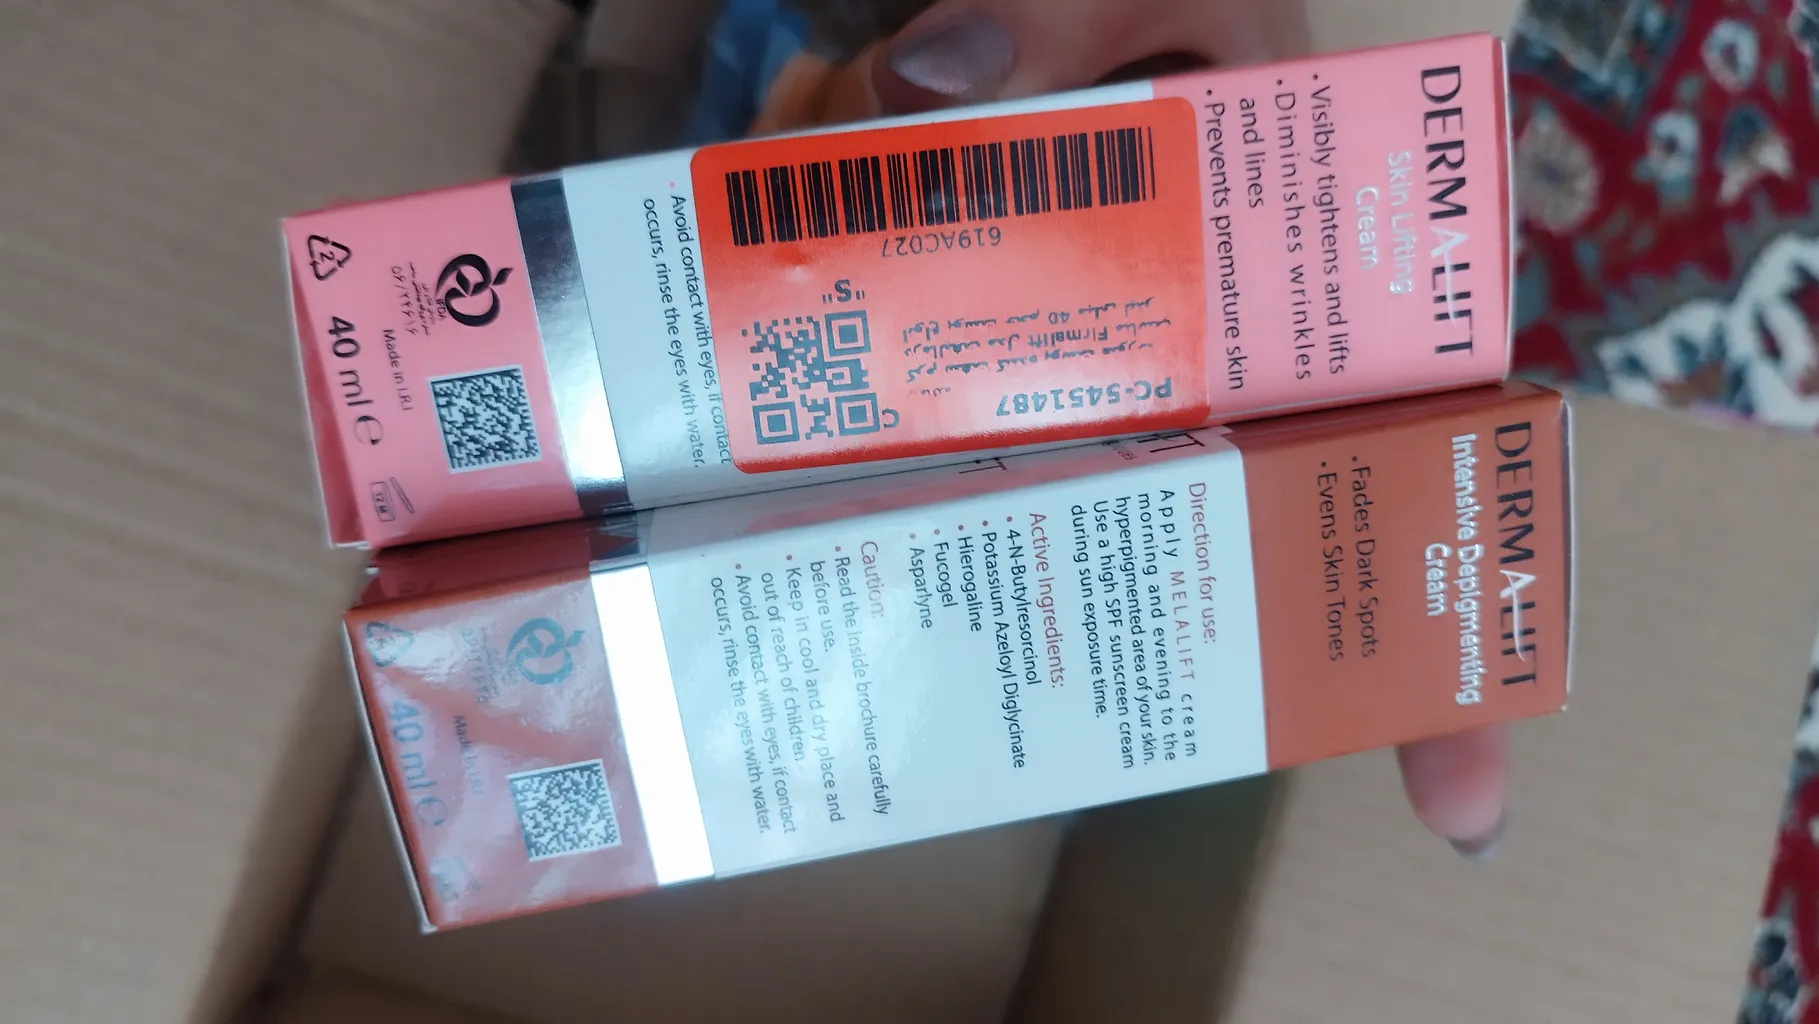 DERMALIFT
Skin Lifting
Cream
• Visibly tightens and lifts
• Diminishes wrinkles
and lines
• Prevents premature skin
PC-5451487
Firmalift
619AC027
• Avoid contact with eyes, if contact
occurs, rinse the eyes with water.
IFDA
۵۶/۷۴۶۱۶
Made in I.R.I
40 ml e
12 M
2
DERMALIFT
Intensive Depigmenting
Cream
• Fades Dark Spots
• Evens Skin Tones
Direction for use:
Apply MELALIFT cream
morning and evening to the
hyperpigmented area of your skin.
Use a high SPF sunscreen cream
during sun exposure time.
Active Ingredients:
• 4-N-Butylresorcinol
• Potassium Azeloyl Diglycinate
• Hierogaline
• Fucogel
• Asparlyne
Caution:
• Read the inside brochure carefully
before use.
• Keep in cool and dry place and
out of reach of children.
• Avoid contact with eyes, if contact
occurs, rinse the eyes with water.
Made in I.R.I
40 ml e